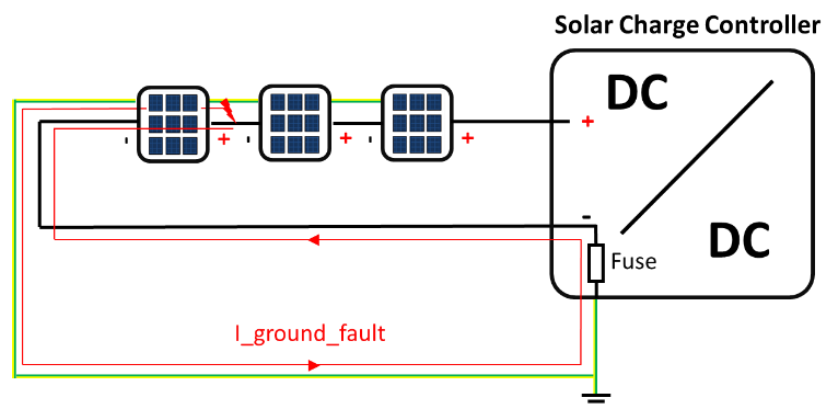 Solar Charge Controller
DC
- + - + - +
+
-
DC
Fuse
I_ground_fault